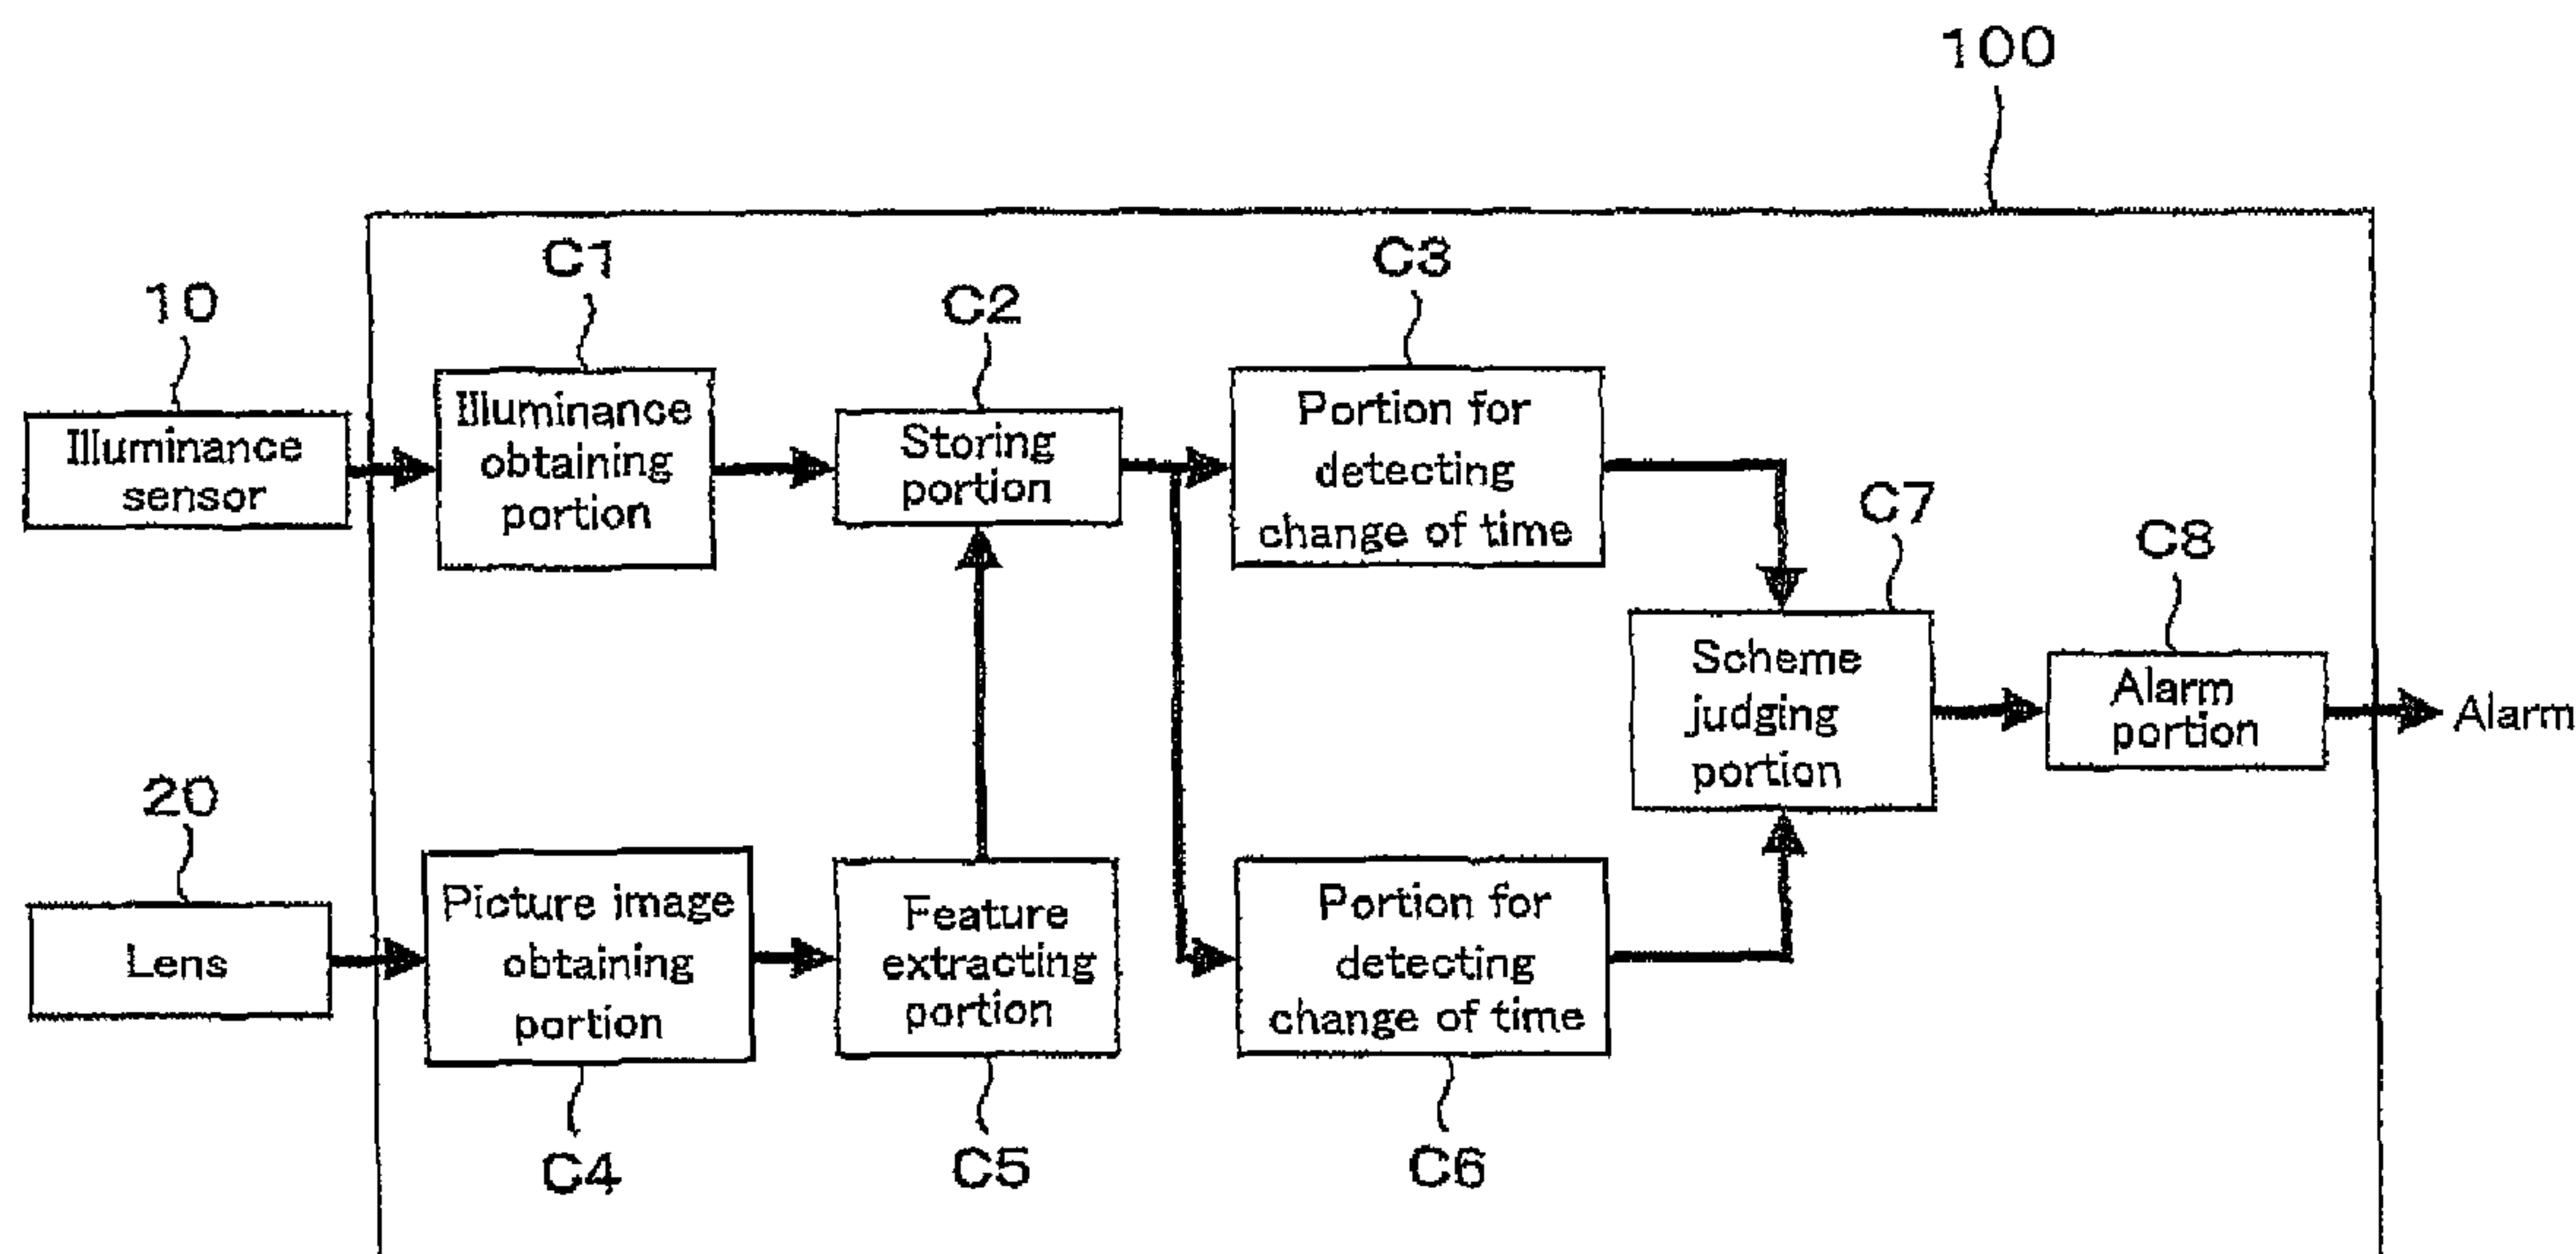 100
C1
C3
10
C2
Illuminance
sensor
Illuminance
obtaining
portion
Storing
portion
Portion for
detecting
change of time
C7
C8
Scheme
judging
portion
Alarm
portion
Alarm
20
Lens
Picture image
obtaining
portion
Feature
extracting
portion
Portion for
detecting
change of time
C4
C5
C6